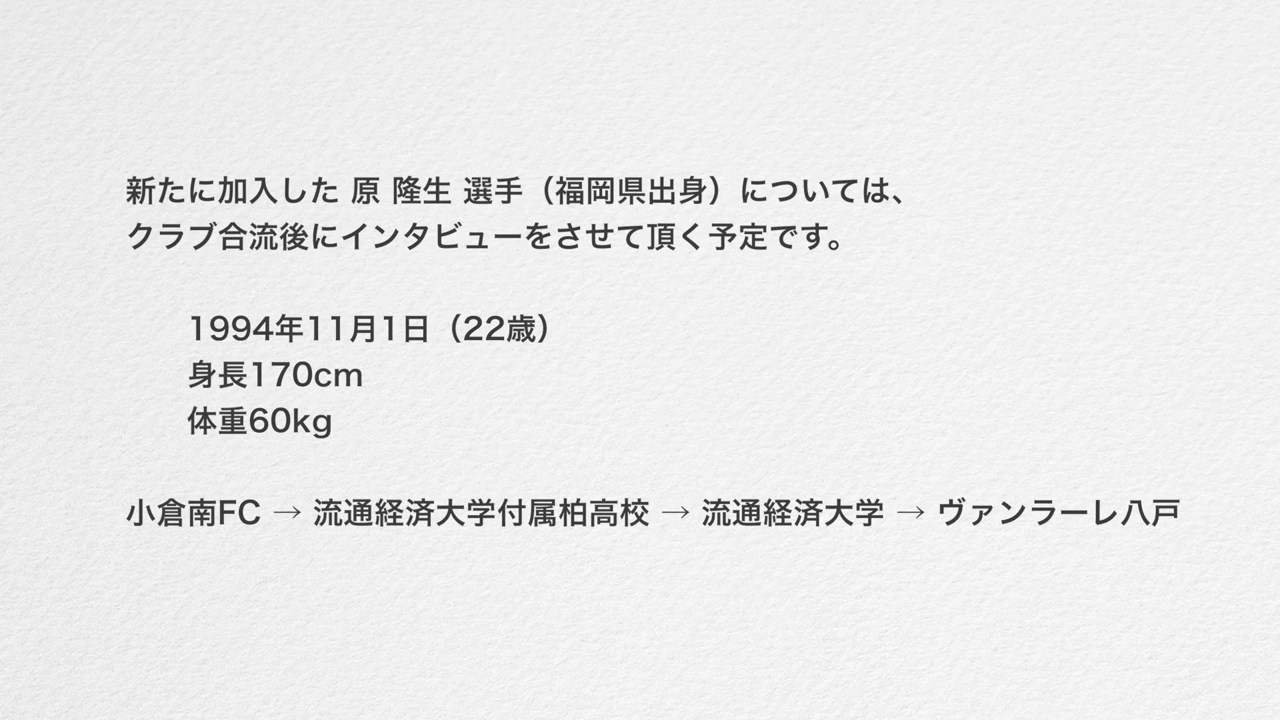 新たに加入した 原 隆生 選手（福岡県出身）については、
クラブ合流後にインタビューをさせて頂く予定です。
1994年11月1日（22歳）
身長170cm
体重60kg
小倉南FC → 流通経済大学付属柏高校 → 流通経済大学 → ヴァンラーレ八戸